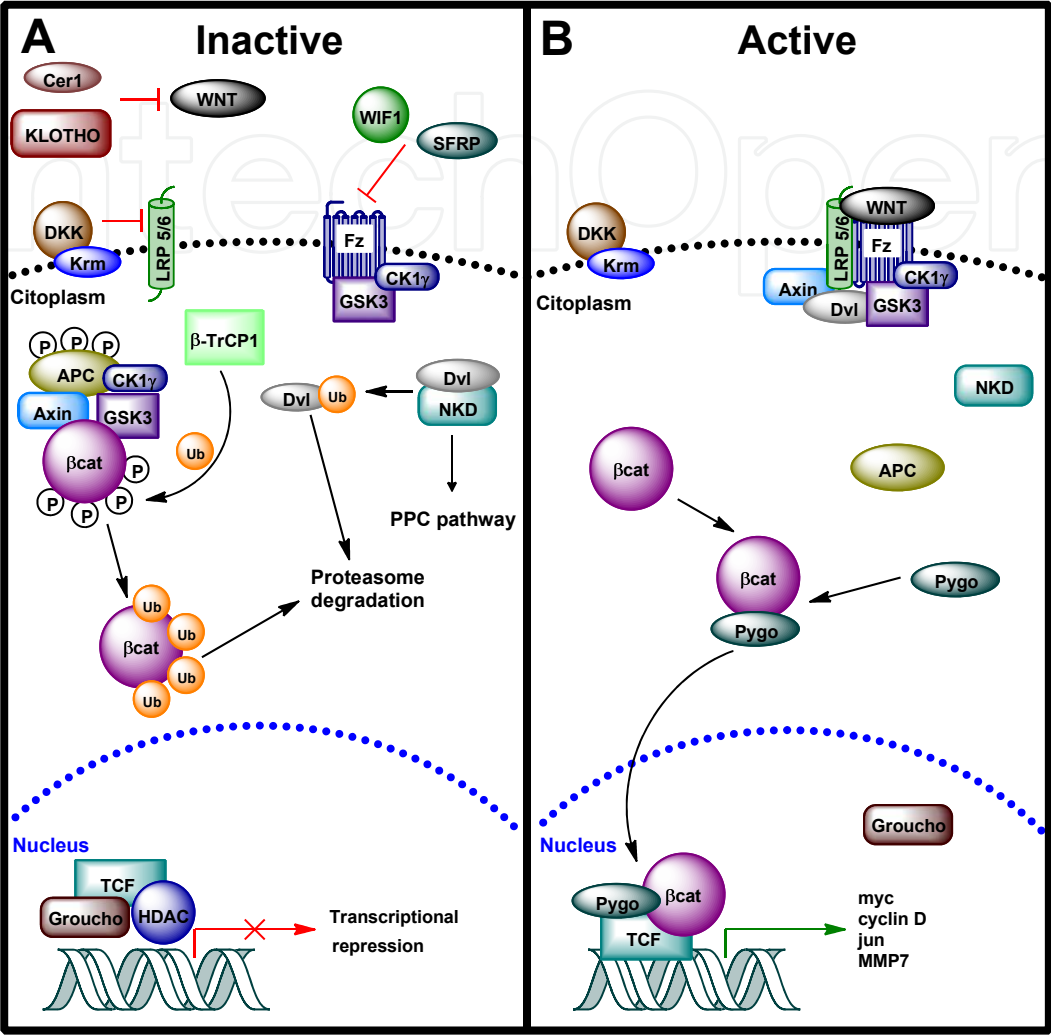 A
Inactive
Cer1
WNT
KLOTHO
WIF1
SFRP
DKK
Krm
LRP 5/6
Fz
CK1γ
GSK3
Citoplasm
P
P
P
APC
CK1γ
Axin
GSK3
βcat
P
P
P
P
β-TrCP1
Ub
Dvl
Ub
Dvl
NKD
PPC pathway
Proteasome
degradation
Ub
Ub
βcat
Ub
Ub
Nucleus
TCF
Groucho
HDAC
Transcriptional
repression
B
Active
DKK
Krm
LRP 5/6
WNT
Fz
CK1γ
Axin
Dvl
GSK3
Citoplasm
NKD
βcat
APC
βcat
Pygo
Pygo
Groucho
Nucleus
Pygo
βcat
TCF
myc
cyclin D
jun
MMP7
IntechOpen